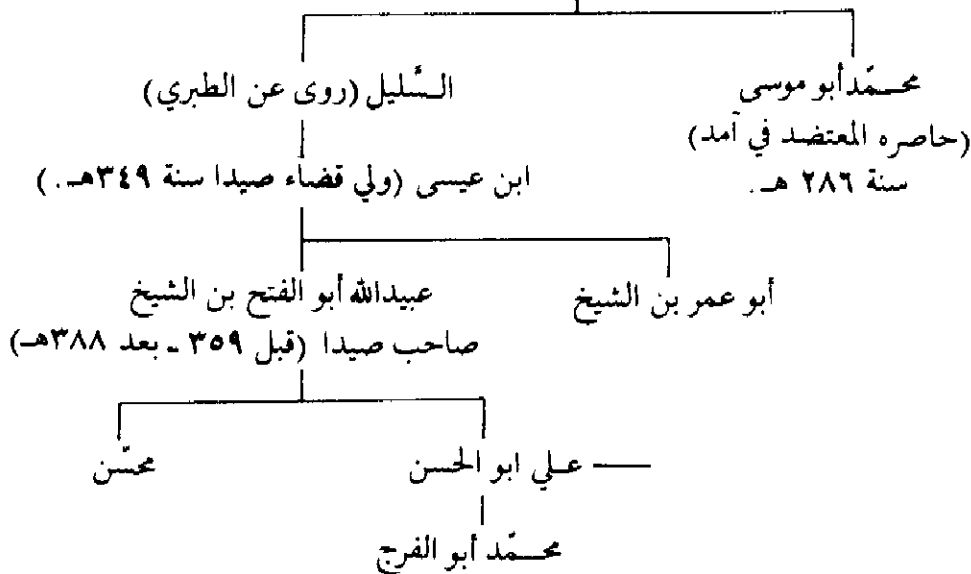 محمّد أبو موسى
(حاصره المعتضد في آمد)
سنة ٢٨٦ هـ.
السَّليل (روى عن الطبري)
ابن عيسى (ولي قضاء صيدا سنة ٣٤٩هـ.)
أبو عمر بن الشيخ
عبيدالله أبو الفتح بن الشيخ
صاحب صيدا (قبل ٣٥٩ - بعد ٣٨٨هـ)
علي ابو الحسن
محسّن
محمّد أبو الفرج